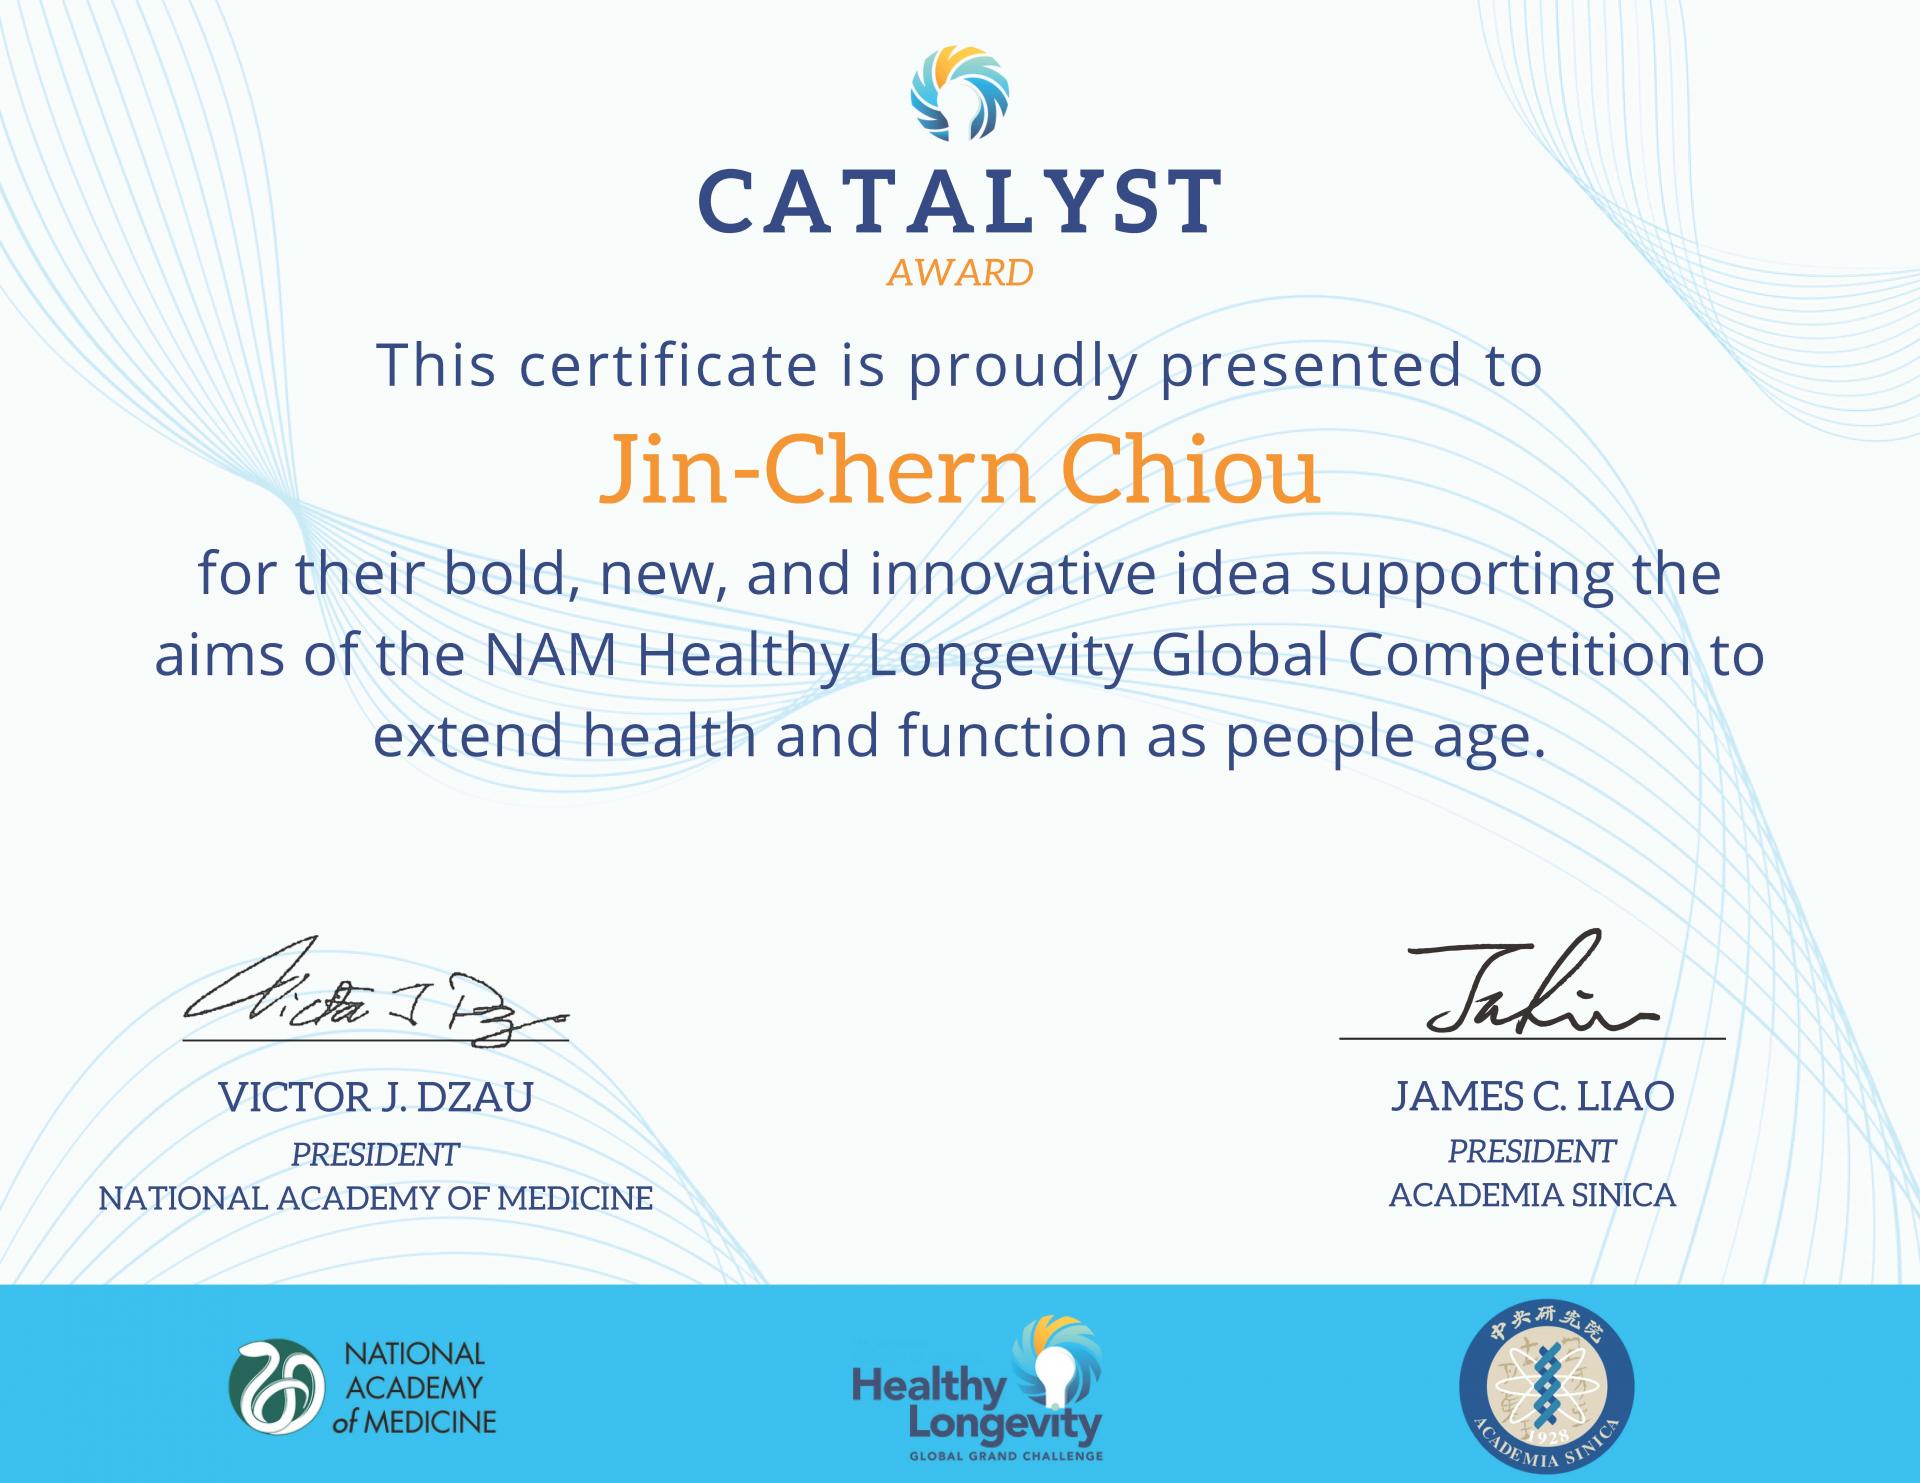 CATALYST
AWARD
This certificate is proudly presented to
Jin-Chern Chiou
for their bold, new, and innovative idea supporting the
aims of the NAM Healthy Longevity Global Competition to
extend health and function as people age.
Victor J Dzau
VICTOR J. DZAU
PRESIDENT
NATIONAL ACADEMY OF MEDICINE
JAMES C. LIAO
PRESIDENT
ACADEMIA SINICA
NATIONAL
ACADEMY
of MEDICINE
Healthy
Longevity
GLOBAL GRAND CHALLENGE
中央研究院
1928
ACADEMIA SINICA